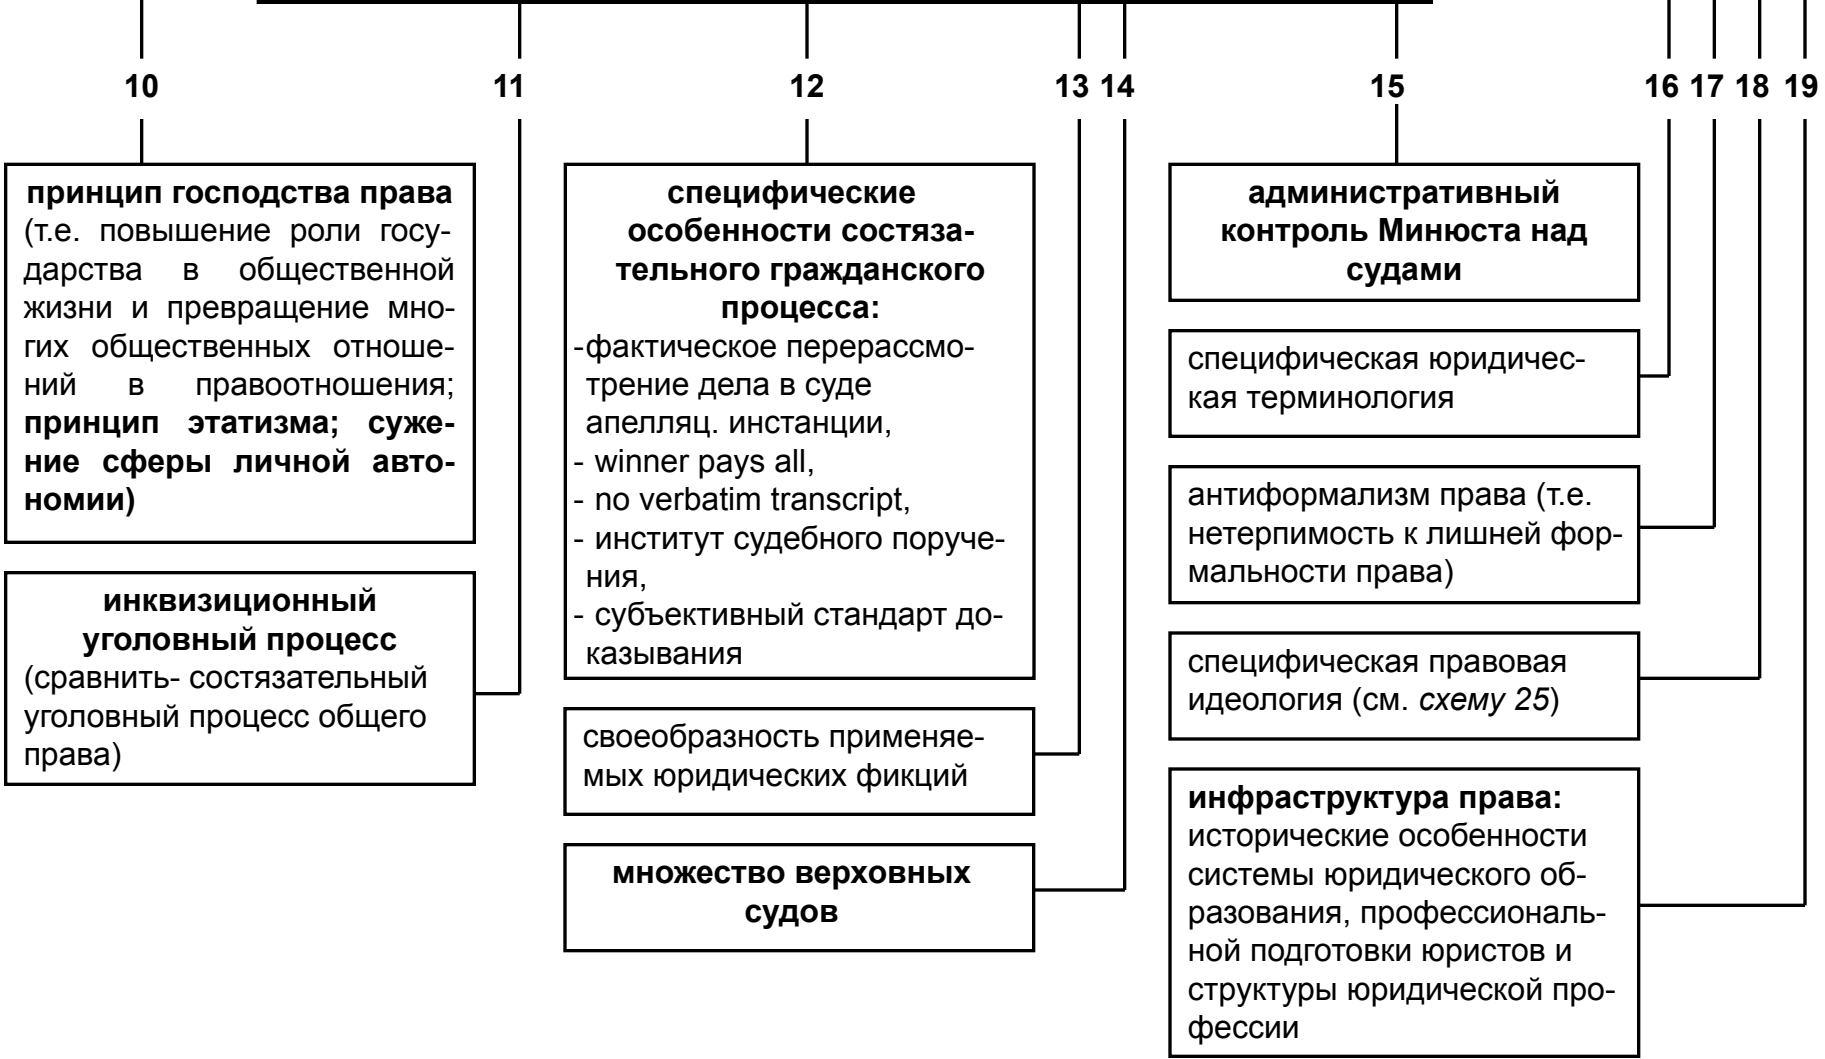 10
11
12
13
14
15
16
17
18
19
принцип господства права
(т.е. повышение роли госу-
дарства в общественной
жизни и превращение мно-
гих общественных отноше-
ний в правоотношения;
принцип этатизма; суже-
ние сферы личной авто-
номии)
инквизиционный
уголовный процесс
(сравнить- состязательный
уголовный процесс общего
права)
специфические
особенности состяза-
тельного гражданского
процесса:
-фактическое перерассмо-
трение дела в суде
апелляц. инстанции,
- winner pays all,
- no verbatim transcript,
- институт судебного поруче-
ния,
- субъективный стандарт до-
казывания
своеобразность применяе-
мых юридических фикций
множество верховных
судов
административный
контроль Минюста над
судами
специфическая юридичес-
кая терминология
антиформализм права (т.е.
нетерпимость к лишней фор-
мальности права)
специфическая правовая
идеология (см. схему 25)
инфраструктура права:
исторические особенности
системы юридического об-
разования, профессиональ-
ной подготовки юристов и
структуры юридической про-
фессии